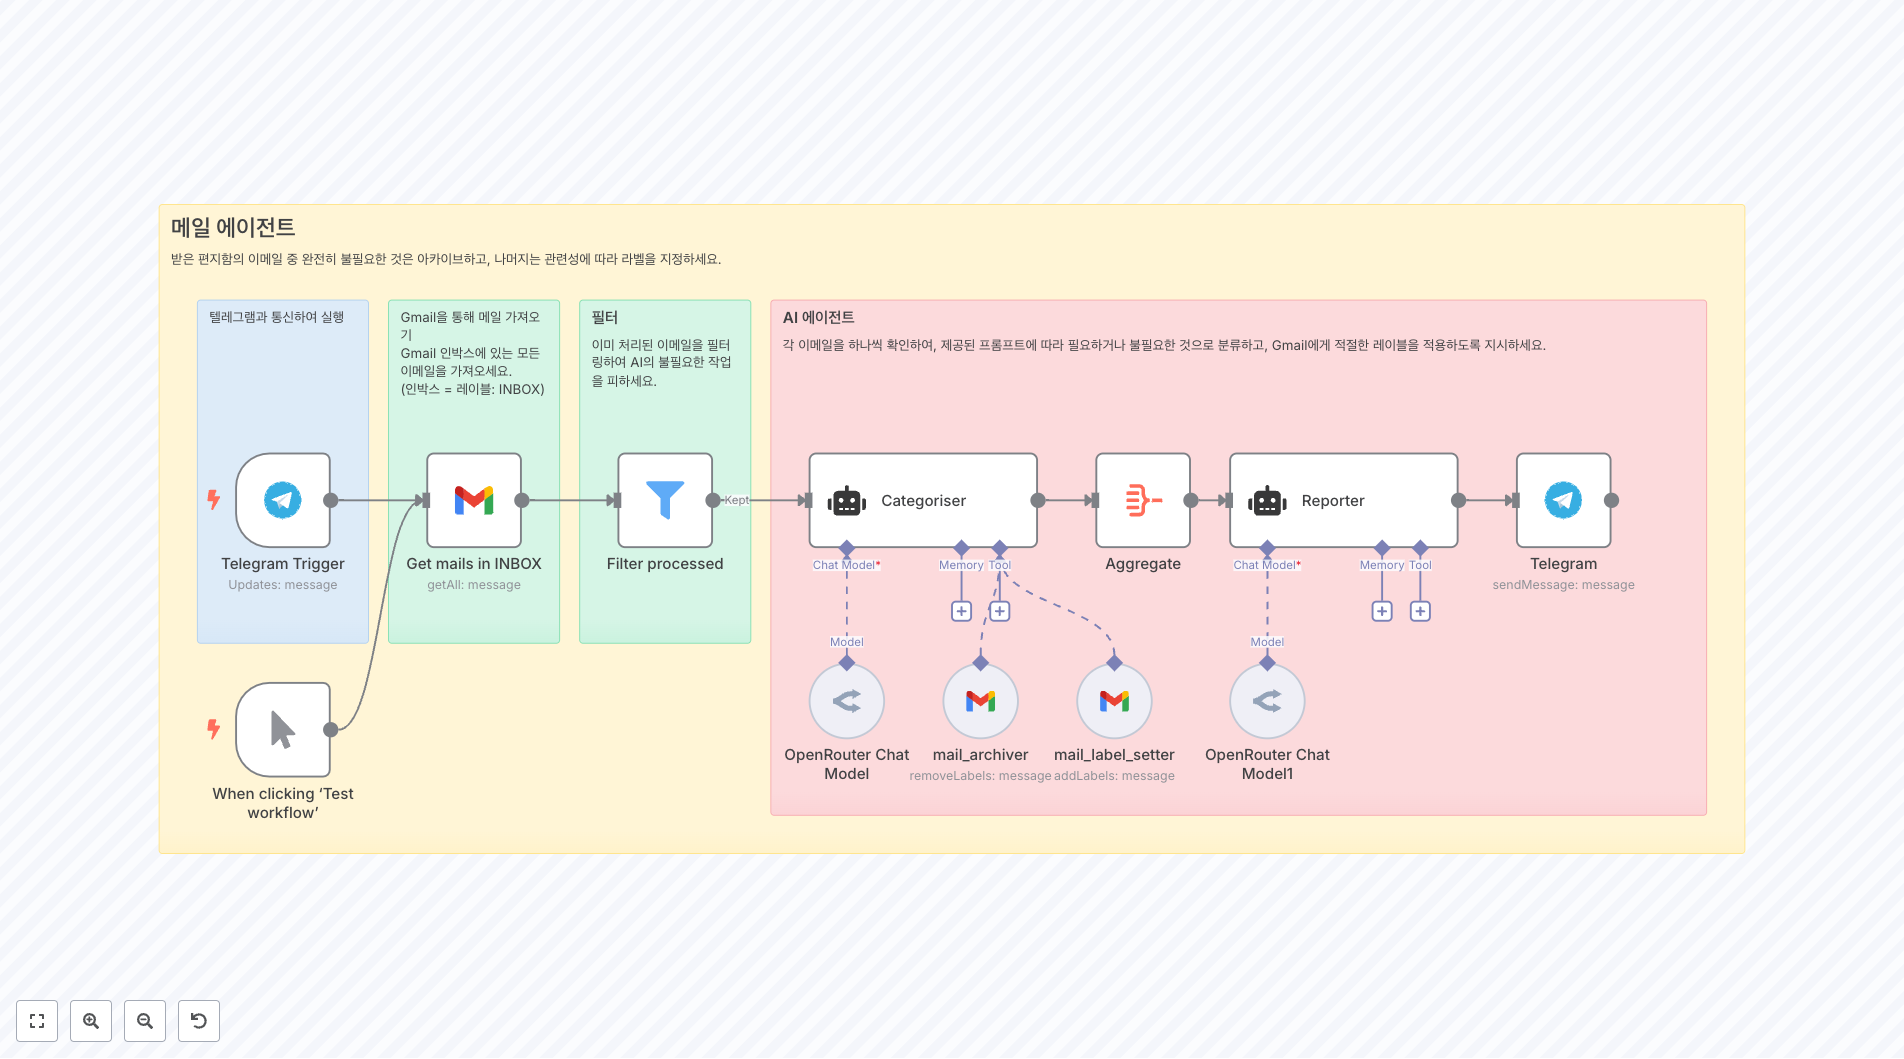 메일 에이전트
받은 편지함의 이메일 중 완전히 불필요한 것은 아카이브하고, 나머지는 관련성에 따라 라벨을 지정하세요.
텔레그램과 통신하여 실행
Gmail을 통해 메일 가져오
기
Gmail 인박스에 있는 모든
이메일을 가져오세요.
(인박스 = 레이블: INBOX)
필터
이미 처리된 이메일을 필터
링하여 AI의 불필요한 작업
을 피하세요.
AI 에이전트
각 이메일을 하나씩 확인하여, 제공된 프롬프트에 따라 필요하거나 불필요한 것으로 분류하고, Gmail에게 적절한 레이블을 적용하도록 지시하세요.
Telegram Trigger
Updates: message
Get mails in INBOX
getAll: message
Filter processed
Kept
Categoriser
Chat Model*
Memory
Tool
Aggregate
Reporter
Chat Model*
Memory
Tool
Telegram
sendMessage: message
Model
Model
OpenRouter Chat
Model
mail_archiver
removeLabels: message
mail_label_setter
addLabels: message
OpenRouter Chat
Model1
When clicking ‘Test
workflow’